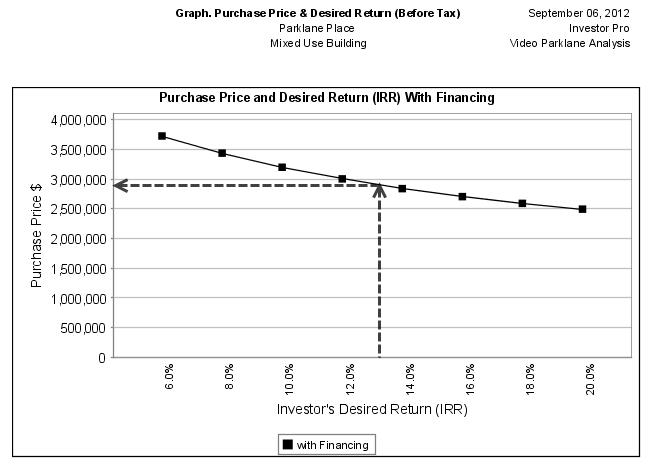 Graph. Purchase Price & Desired Return (Before Tax)
Parklane Place
Mixed Use Building
September 06, 2012
Investor Pro
Video Parklane Analysis
Purchase Price and Desired Return (IRR) With Financing
Purchase Price $
4,000,000
3,500,000
3,000,000
2,500,000
2,000,000
1,500,000
1,000,000
500,000
0
6.0%
8.0%
10.0%
12.0%
14.0%
16.0%
18.0%
20.0%
Investor's Desired Return (IRR)
with Financing